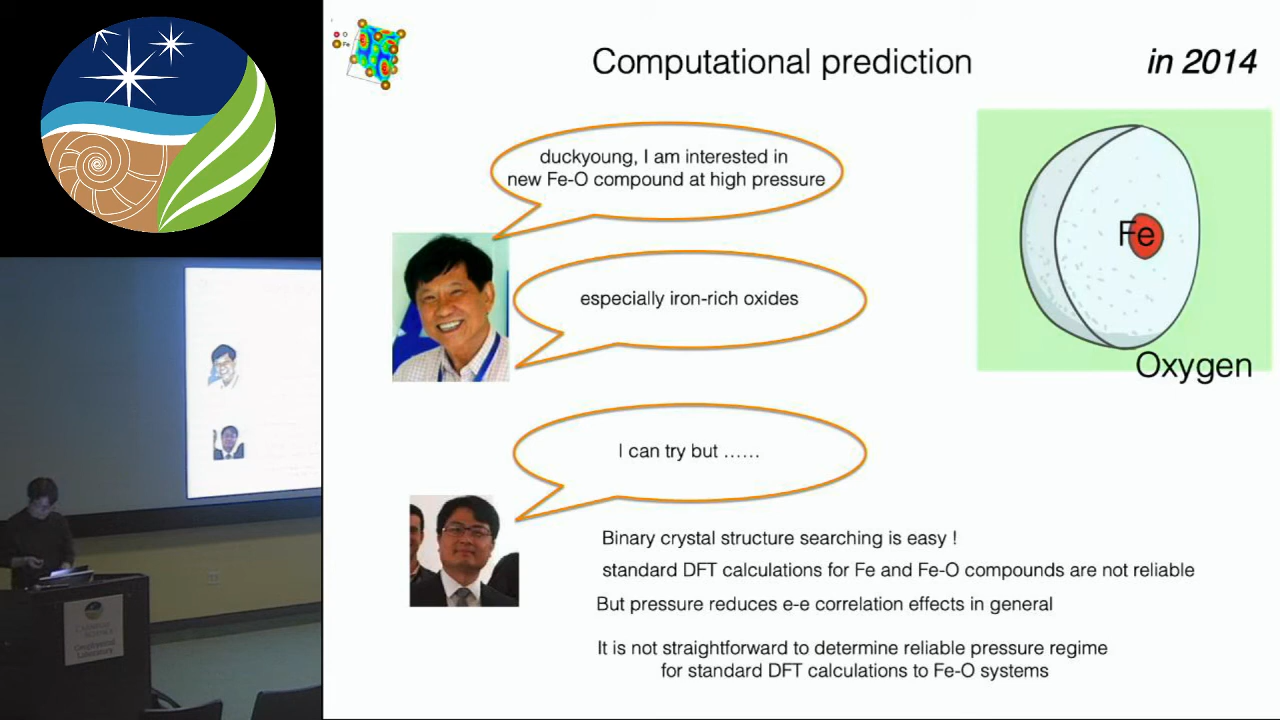 Computational prediction
in 2014
O
Fe
duckyoung, I am interested in
new Fe-O compound at high pressure
especially iron-rich oxides
Fe
Oxygen
I can try but ......
Binary crystal structure searching is easy !
standard DFT calculations for Fe and Fe-O compounds are not reliable
But pressure reduces e-e correlation effects in general
It is not straightforward to determine reliable pressure regime
for standard DFT calculations to Fe-O systems
Geophysical
Laboratory